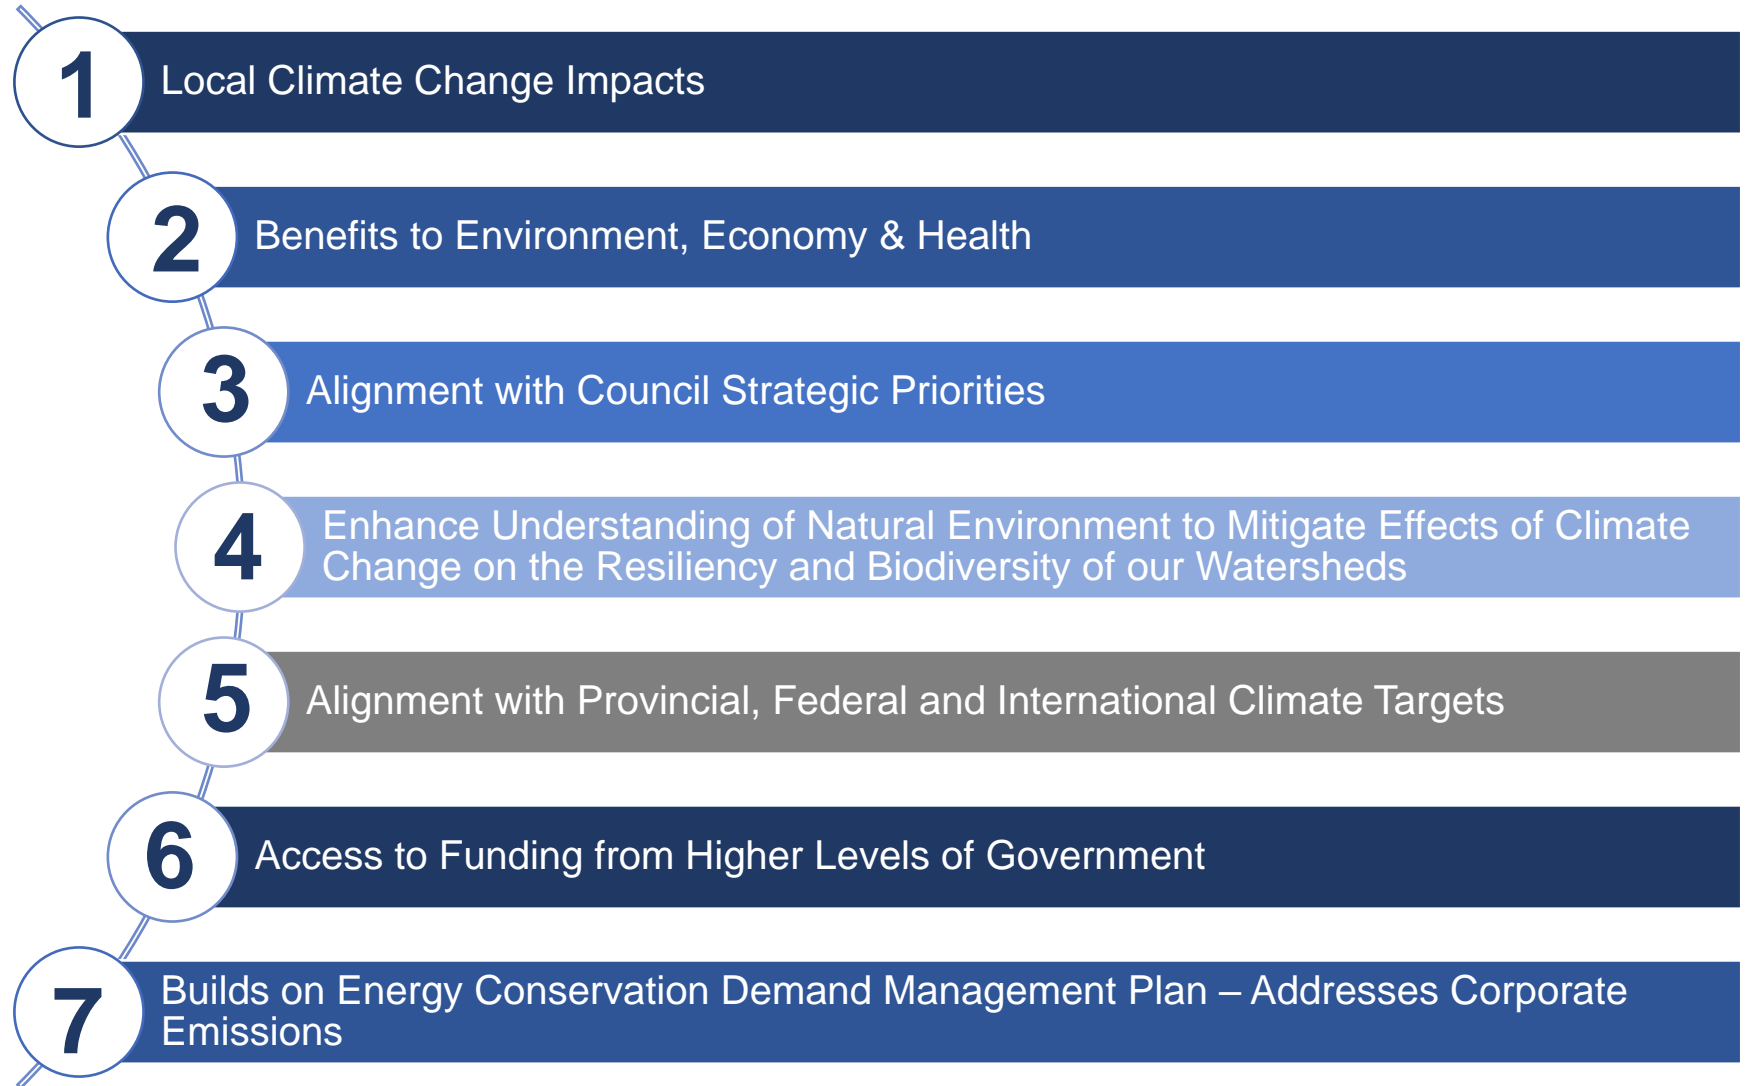 1
Local Climate Change Impacts
2
Benefits to Environment, Economy & Health
3
Alignment with Council Strategic Priorities
4
Enhance Understanding of Natural Environment to Mitigate Effects of Climate
Change on the Resiliency and Biodiversity of our Watersheds
5
Alignment with Provincial, Federal and International Climate Targets
6
Access to Funding from Higher Levels of Government
7
Builds on Energy Conservation Demand Management Plan – Addresses Corporate
Emissions